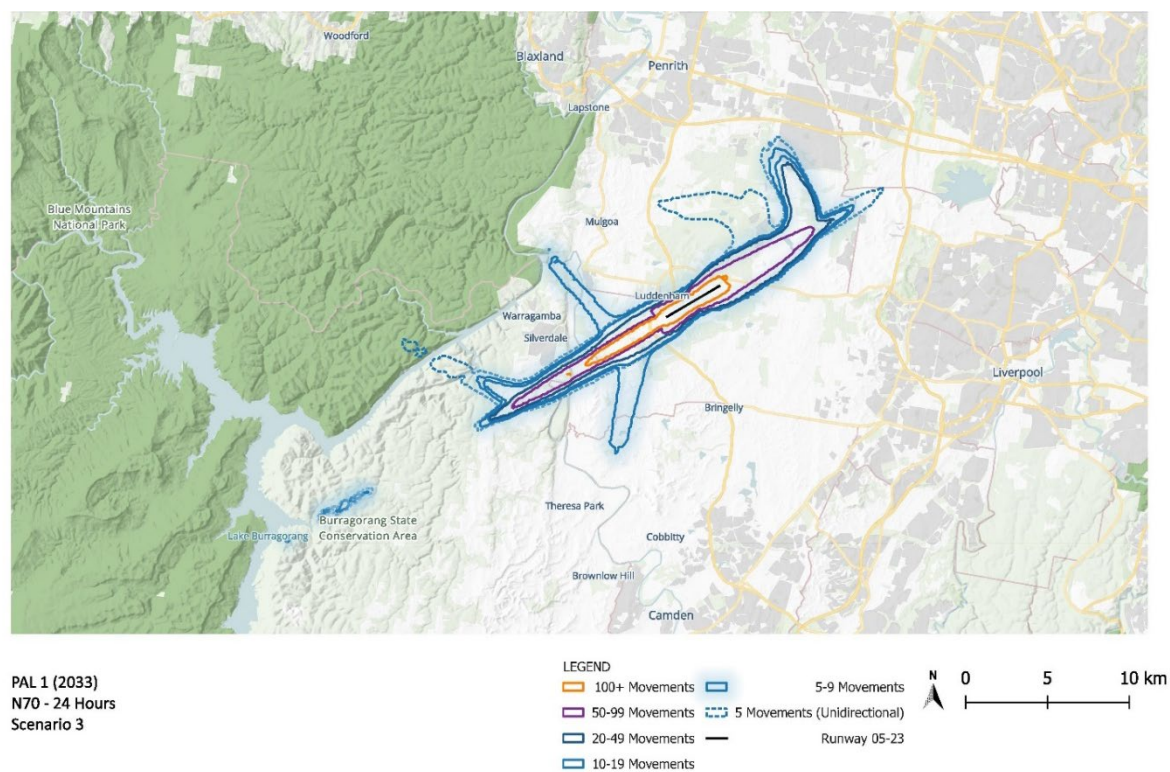 Woodford
Blaxland
Penrith
Lapstone
Blue Mountains
National Park
Mulgoa
Luddenham
Warragamba
Silverdale
Liverpool
Bringelly
Theresa Park
Burragorang State
Conservation Area
Lake Burragorang
Cobbitty
Brownlow Hill
Camden
PAL 1 (2033)
N70 - 24 Hours
Scenario 3
LEGEND
100+ Movements
50-99 Movements
20-49 Movements
10-19 Movements
5-9 Movements
5 Movements (Unidirectional)
Runway 05-23
N
0 5 10 km